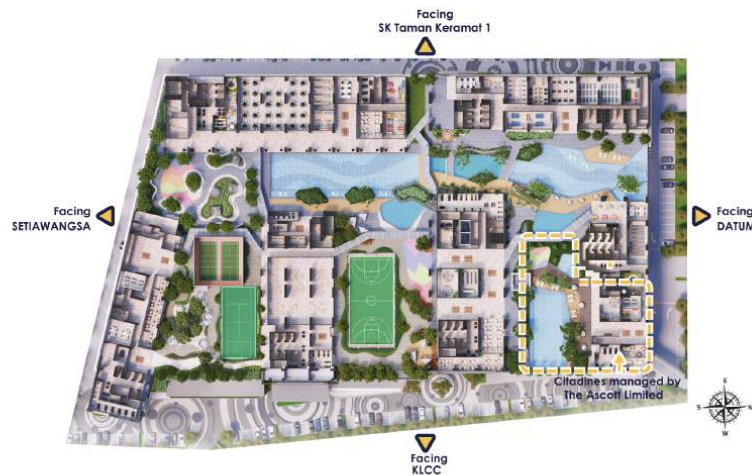 Facing
SK Taman Keramat 1
Facing
SETIAWANGSA
Facing
DATUM
Citadines managed by
The Ascott Limited
E
S
N
W
Facing
KLCC